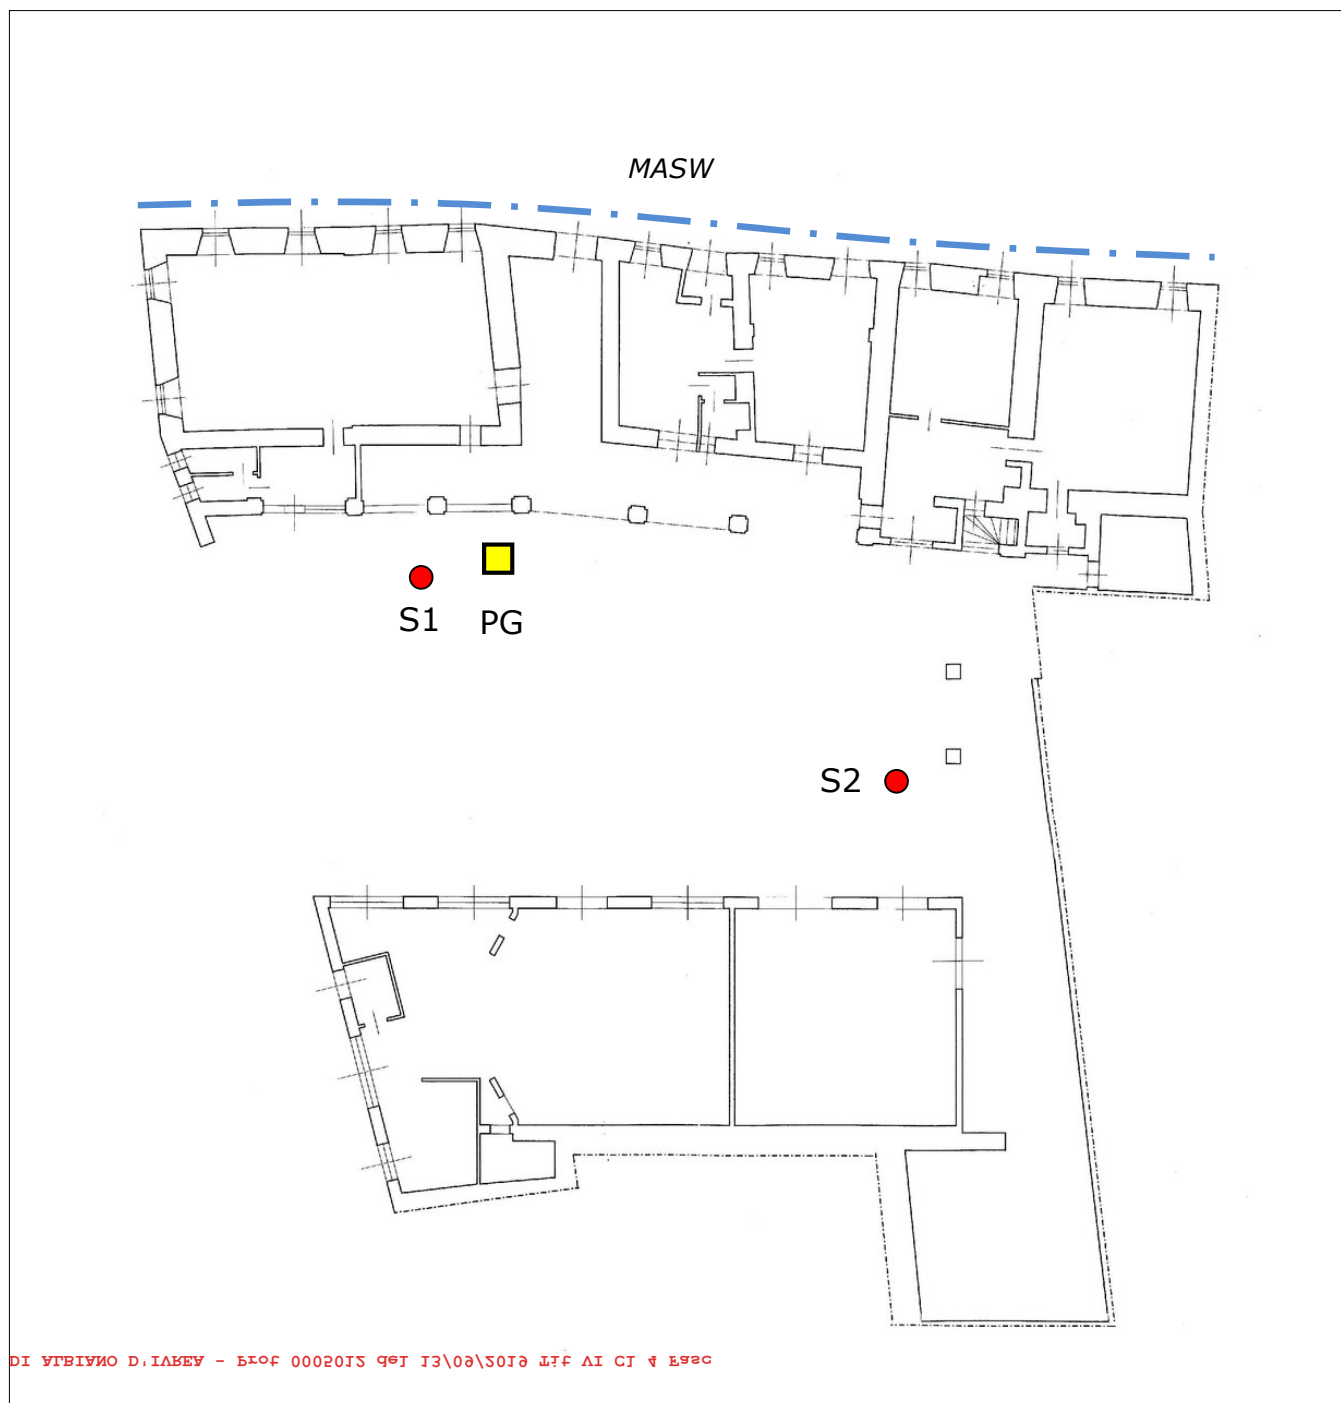 MASW
S1
PG
S2
DI ALBIANO D'IVREA - Prot 0005012 del 13/09/2019 Tit VI Cl 4 Fasc